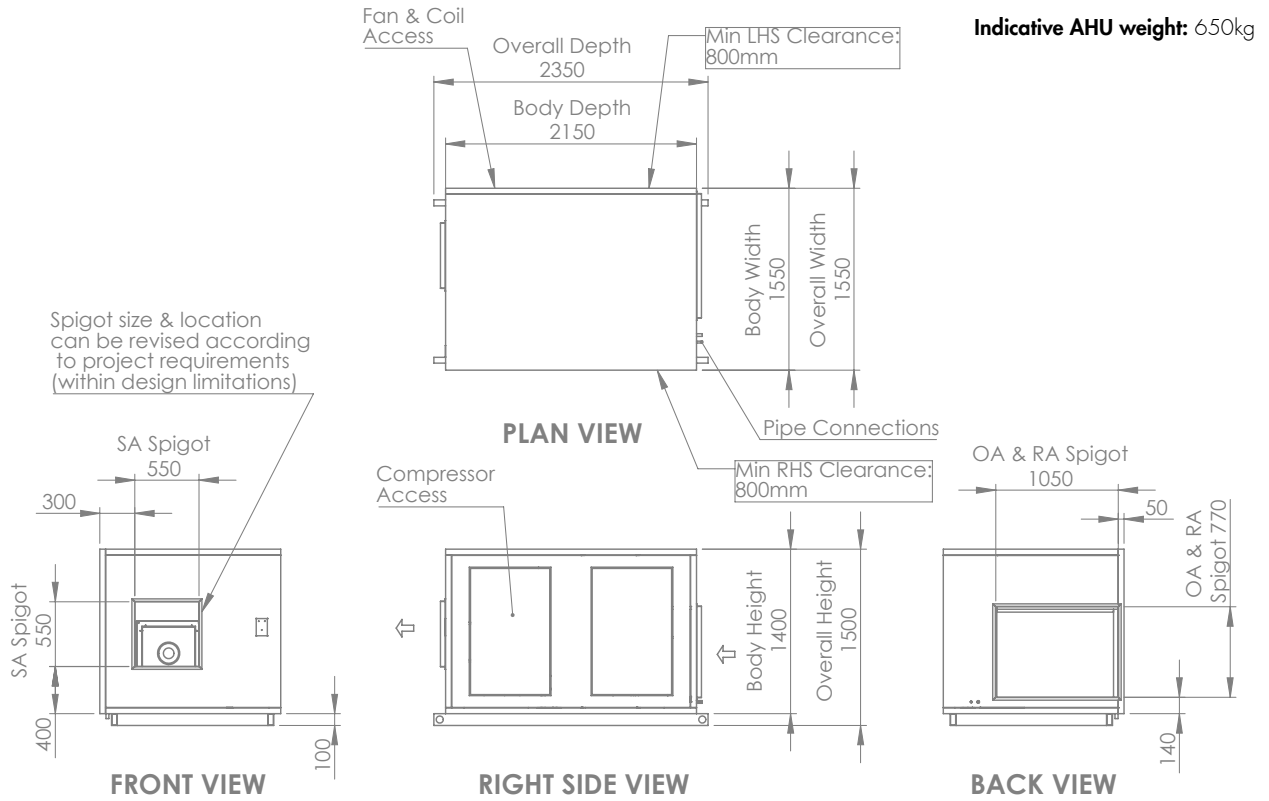 Fan & Coil
Access
Overall Depth
2350
Min LHS Clearance:
800mm
Indicative AHU weight: 650kg
Body Depth
2150
Body Width
1550
Overall Width
1550
Spigot size & location
can be revised according
to project requirements
(within design limitations)
PLAN VIEW
Pipe Connections
Min RHS Clearance:
800mm
SA Spigot
550
300
SA Spigot
550
400
100
FRONT VIEW
Compressor
Access
Body Height
1400
Overall Height
1500
RIGHT SIDE VIEW
OA & RA Spigot
1050
50
OA & RA
Spigot 770
140
BACK VIEW